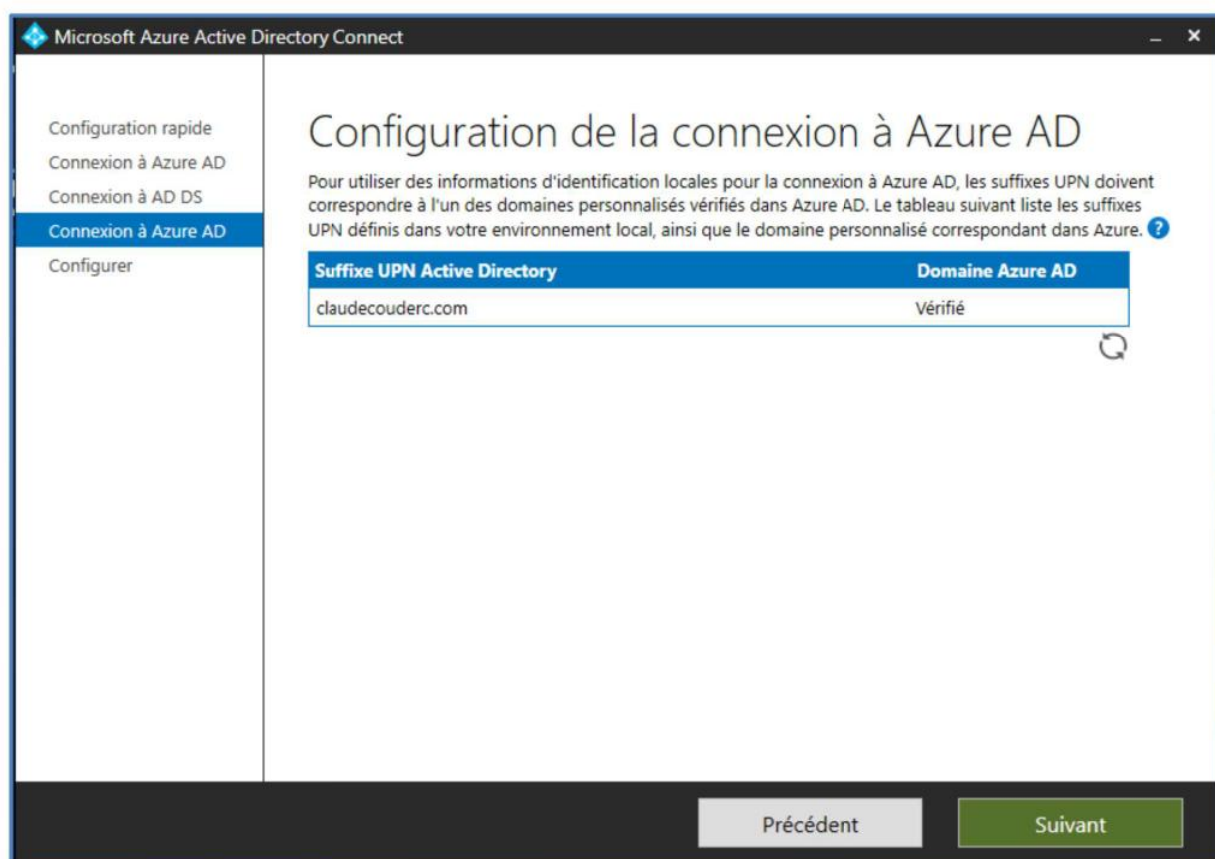 Microsoft Azure Active Directory Connect
Configuration rapide
Connexion à Azure AD
Connexion à AD DS
Connexion à Azure AD
Configurer
Configuration de la connexion à Azure AD
Pour utiliser des informations d'identification locales pour la connexion à Azure AD, les suffixes UPN doivent
correspondre à l'un des domaines personnalisés vérifiés dans Azure AD. Le tableau suivant liste les suffixes
UPN définis dans votre environnement local, ainsi que le domaine personnalisé correspondant dans Azure. ?
Suffixe UPN Active Directory Domaine Azure AD
claudecouderc.com Vérifié
Précédent Suivant